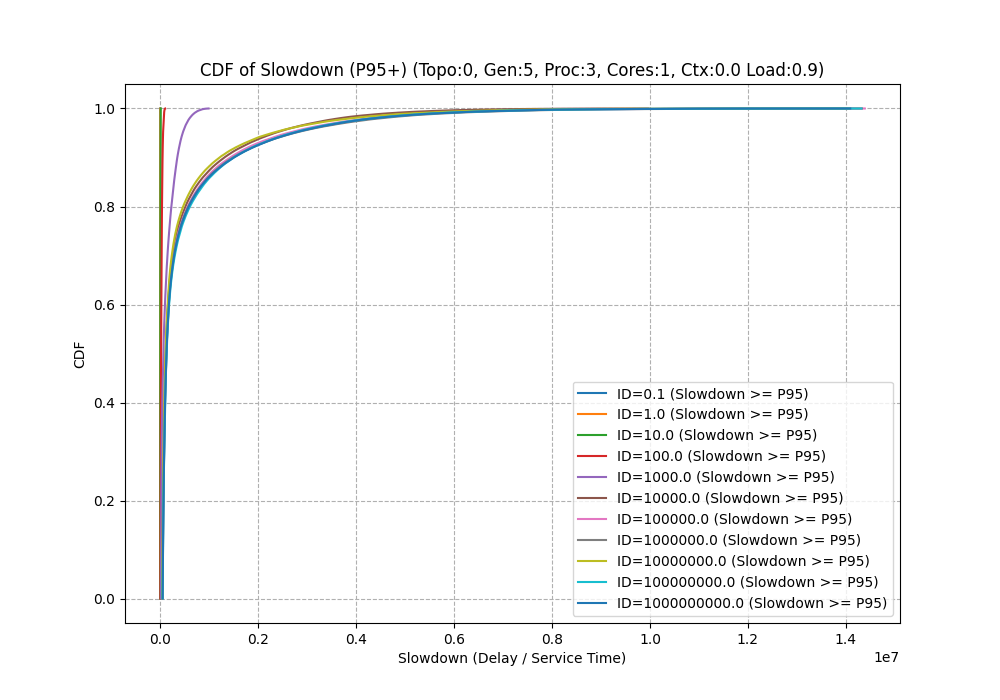 CDF of Slowdown (P95+) (Topo:0, Gen:5, Proc:3, Cores:1, Ctx:0.0 Load:0.9)
1.0
0.8
0.6
0.4
0.2
0.0
CDF
ID=0.1 (Slowdown >= P95)
ID=1.0 (Slowdown >= P95)
ID=10.0 (Slowdown >= P95)
ID=100.0 (Slowdown >= P95)
ID=1000.0 (Slowdown >= P95)
ID=10000.0 (Slowdown >= P95)
ID=100000.0 (Slowdown >= P95)
ID=1000000.0 (Slowdown >= P95)
ID=10000000.0 (Slowdown >= P95)
ID=100000000.0 (Slowdown >= P95)
ID=1000000000.0 (Slowdown >= P95)
0.0 0.2 0.4 0.6 0.8 1.0 1.2 1.4
1e7
Slowdown (Delay / Service Time)